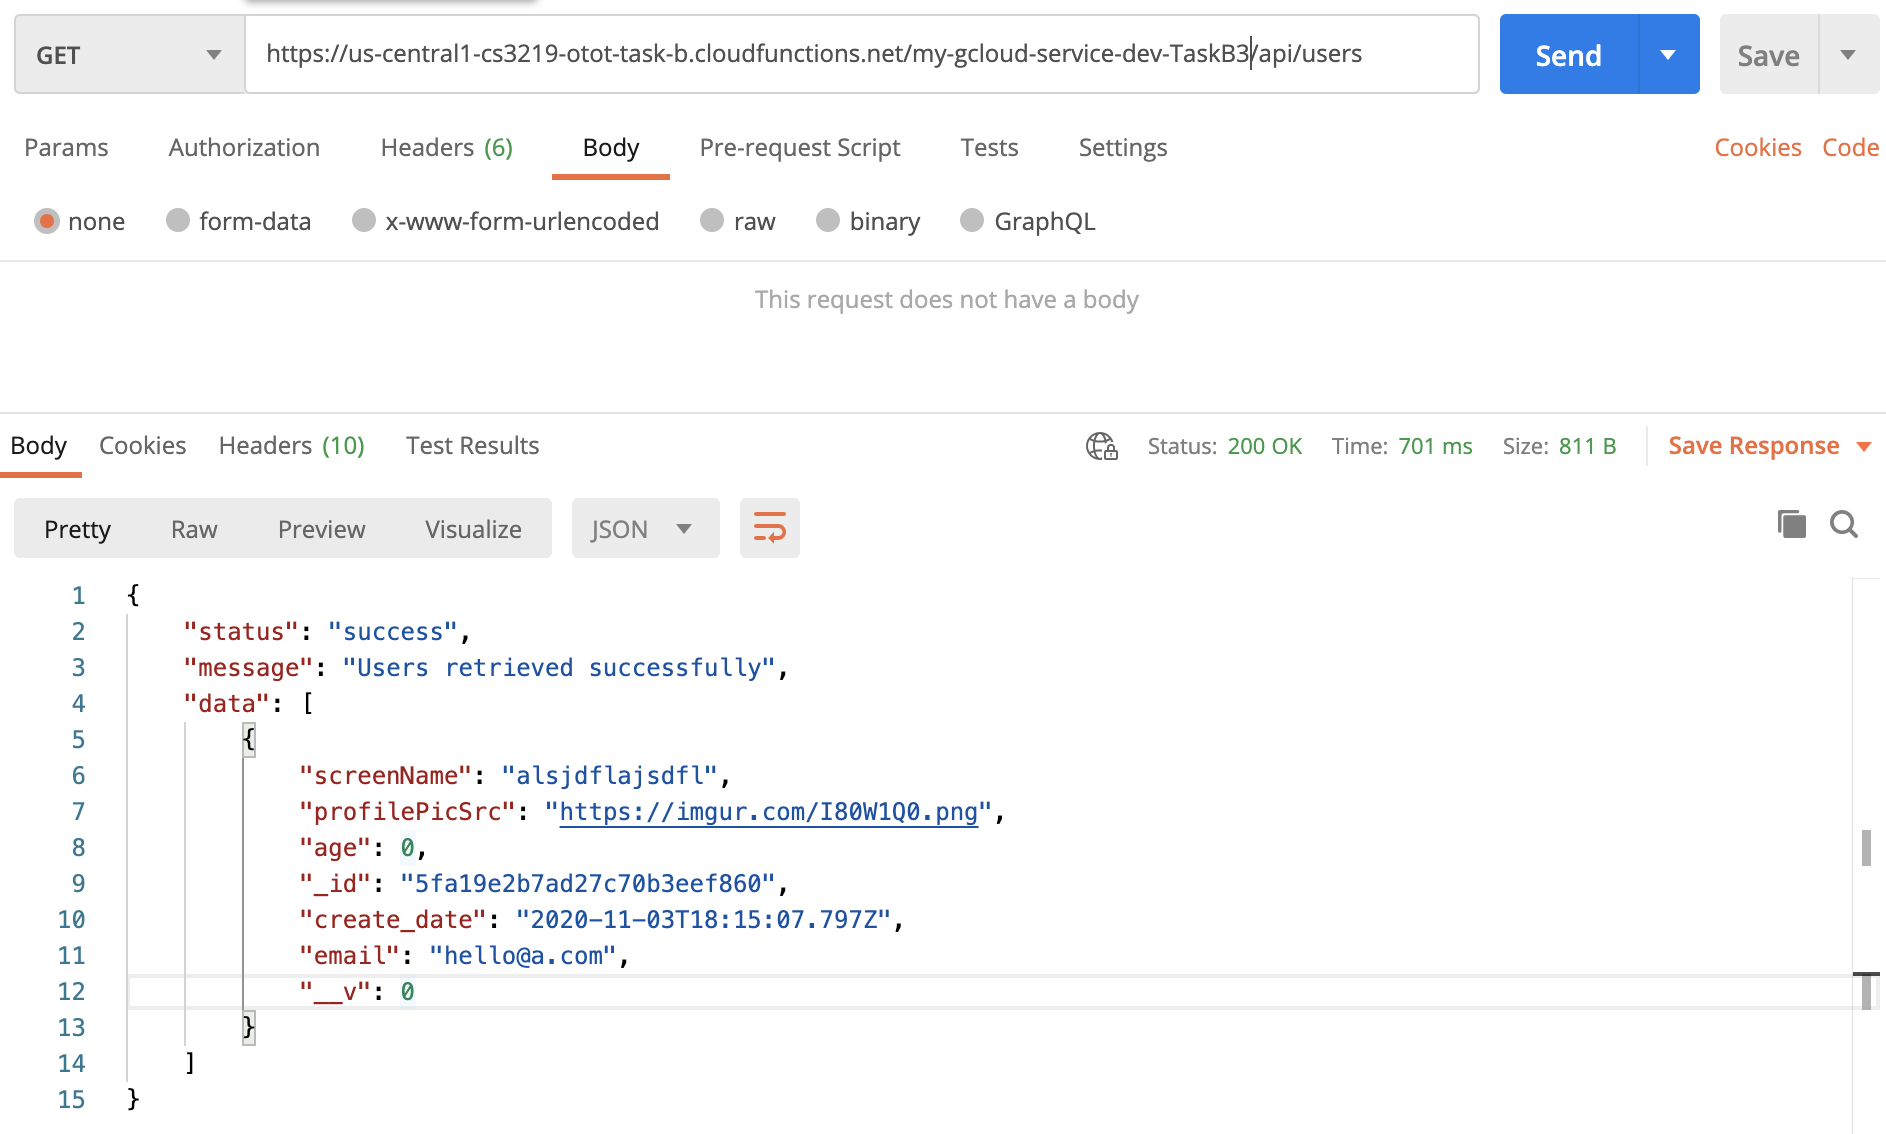 GET https://us-central1-cs3219-otot-task-b.cloudfunctions.net/my-gcloud-service-dev-TaskB3/api/users Send Save
Params Authorization Headers (6) Body Pre-request Script Tests Settings Cookies Code
none form-data x-www-form-urlencoded raw binary GraphQL
This request does not have a body
Body Cookies Headers (10) Test Results Status: 200 OK Time: 701 ms Size: 811 B Save Response
Pretty Raw Preview Visualize JSON
1 {
2 "status": "success",
3 "message": "Users retrieved successfully",
4 "data": [
5 {
6 "screenName": "alsjdflajsdfl",
7 "profilePicSrc": "https://imgur.com/I80W1Q0.png",
8 "age": 0,
9 "_id": "5fa19e2b7ad27c70b3eef860",
10 "create_date": "2020-11-03T18:15:07.797Z",
11 "email": "hello@a.com",
12 "__v": 0
13 }
14 ]
15 }